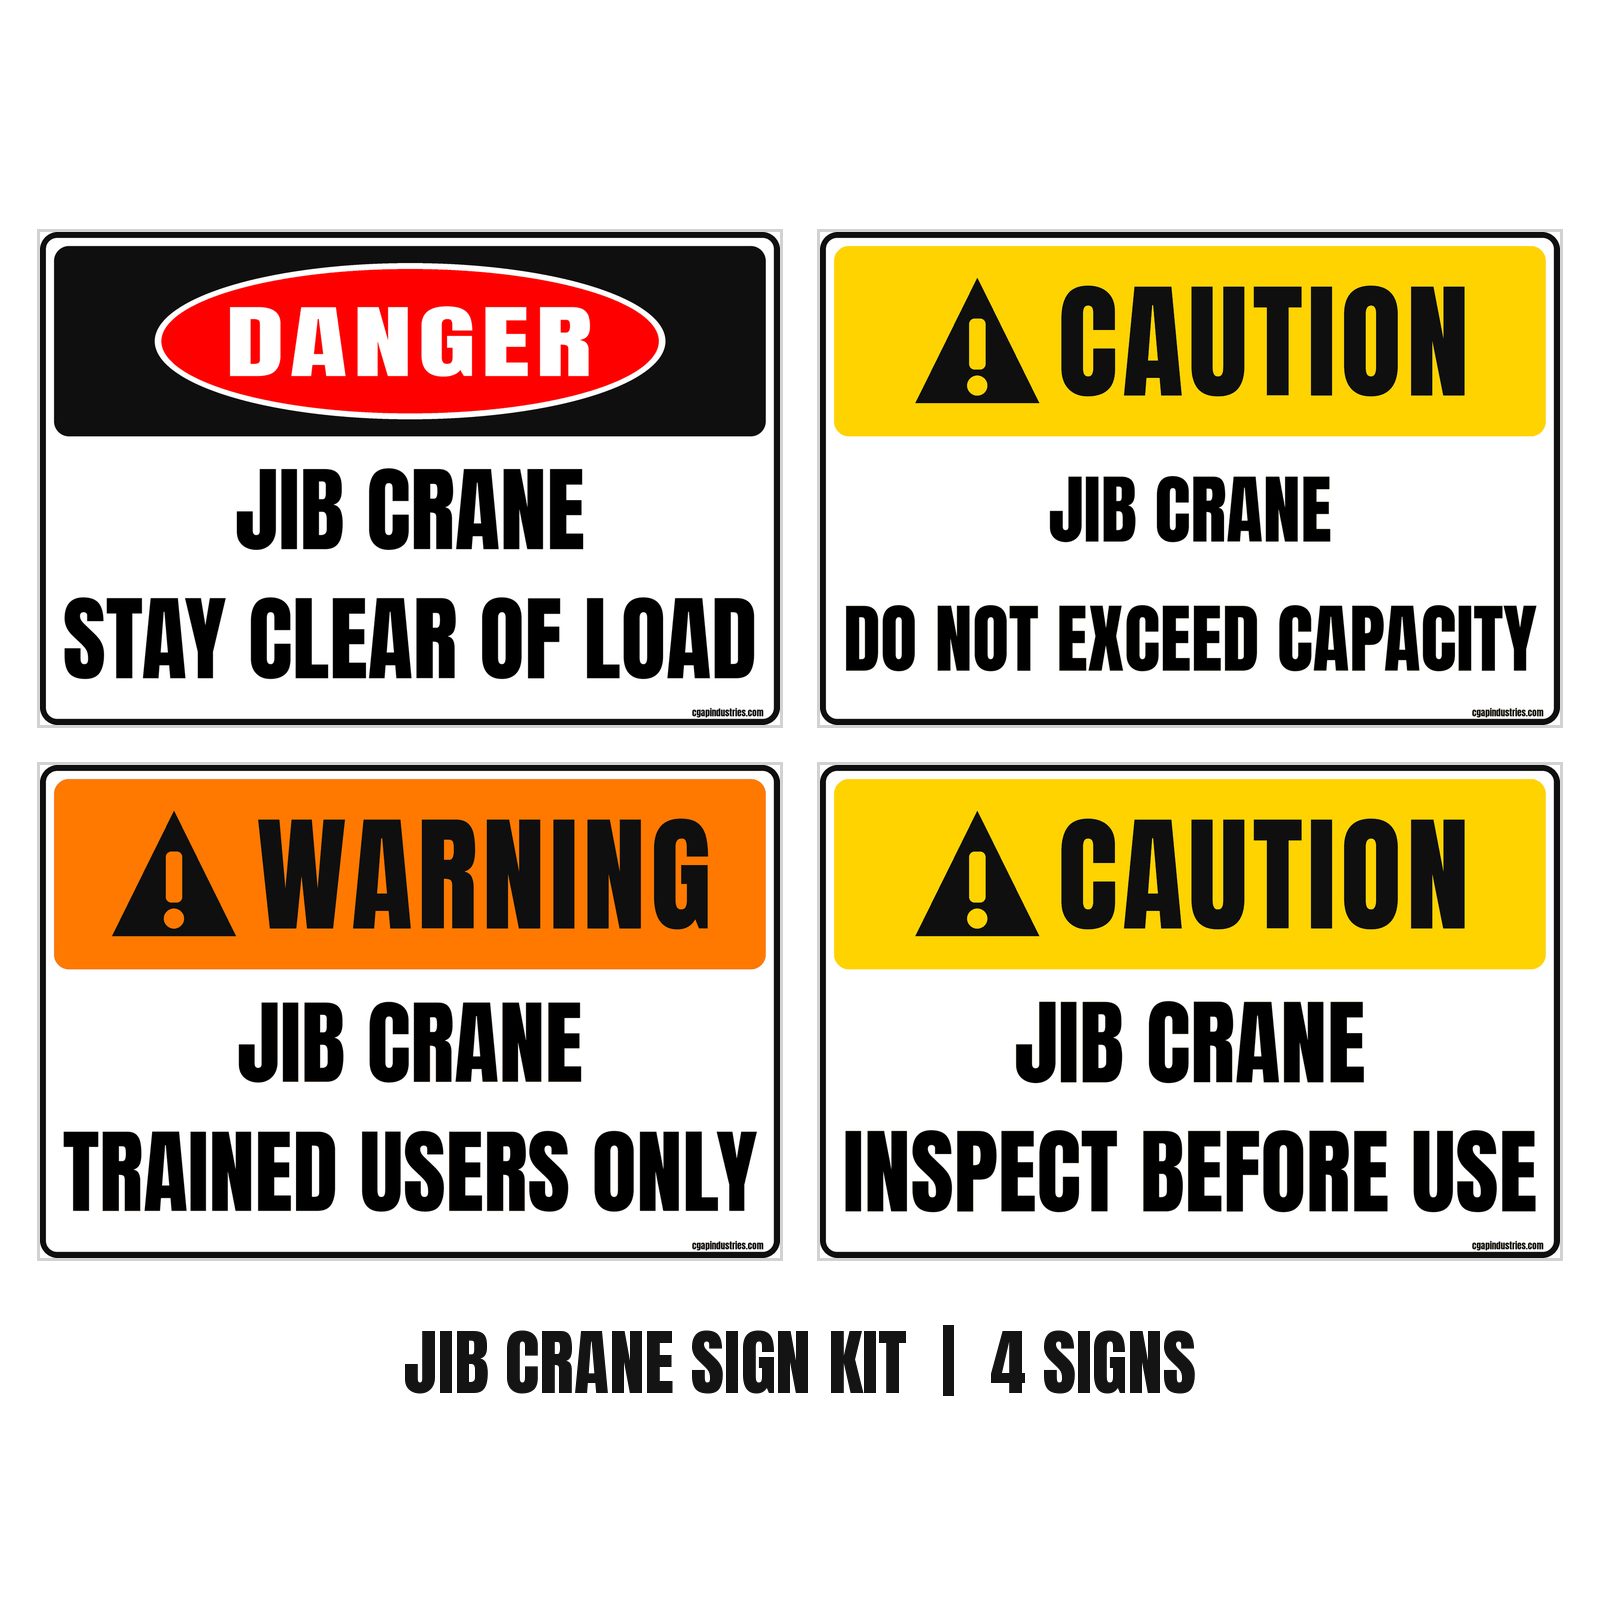 DANGER
JIB CRANE
STAY CLEAR OF LOAD
cgapindustries.com
CAUTION
JIB CRANE
DO NOT EXCEED CAPACITY
cgapindustries.com
WARNING
JIB CRANE
TRAINED USERS ONLY
cgapindustries.com
CAUTION
JIB CRANE
INSPECT BEFORE USE
cgapindustries.com
JIB CRANE SIGN KIT | 4 SIGNS